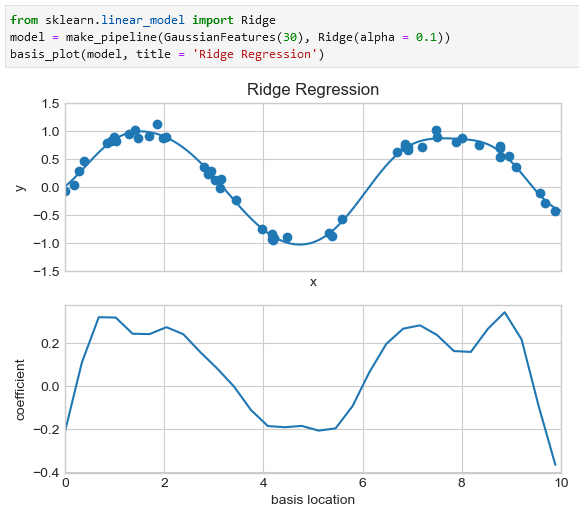 from sklearn.linear_model import Ridge
model = make_pipeline(GaussianFeatures(30), Ridge(alpha = 0.1))
basis_plot(model, title = 'Ridge Regression')
Ridge Regression
1.5
1.0
0.5
0.0
−0.5
−1.0
−1.5
y
x
0.2
0.0
−0.2
−0.4
coefficient
0 2 4 6 8 10
basis location